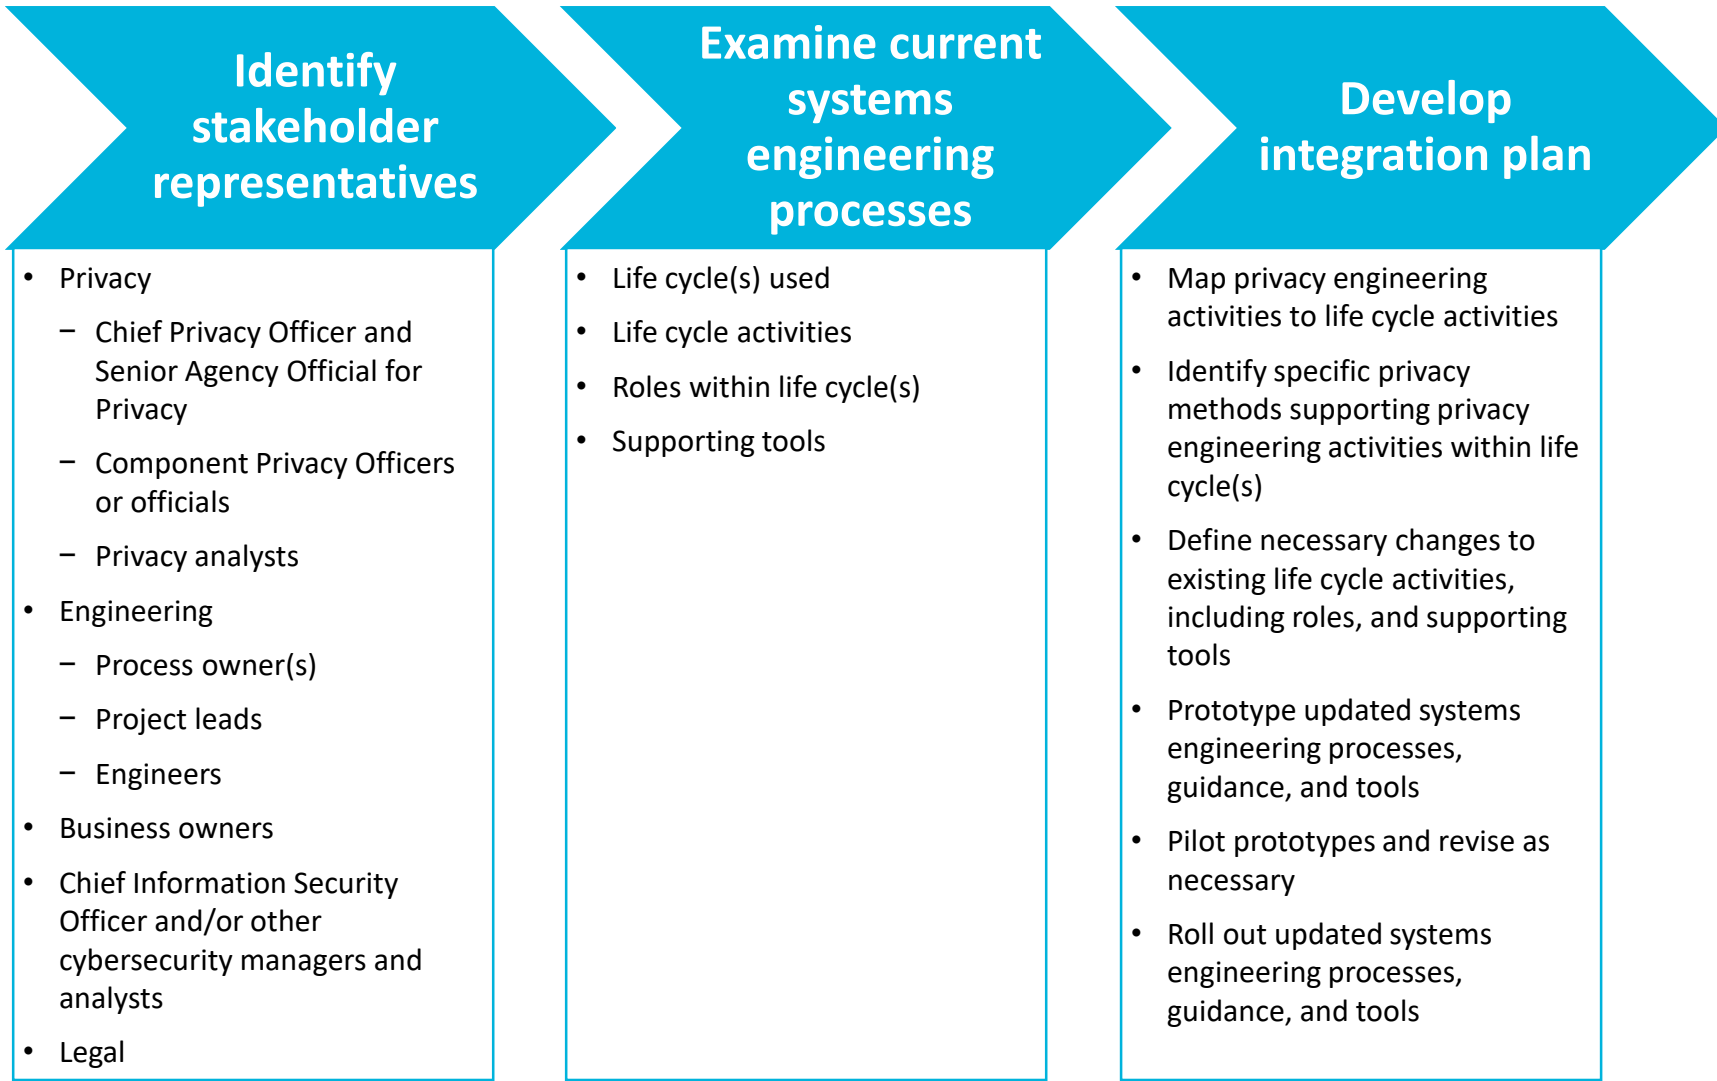 Identify
stakeholder
representatives
• Privacy
– Chief Privacy Officer and
Senior Agency Official for
Privacy
– Component Privacy Officers
or officials
– Privacy analysts
• Engineering
– Process owner(s)
– Project leads
– Engineers
• Business owners
• Chief Information Security
Officer and/or other
cybersecurity managers and
analysts
• Legal
Examine current
systems
engineering
processes
• Life cycle(s) used
• Life cycle activities
• Roles within life cycle(s)
• Supporting tools
Develop
integration plan
• Map privacy engineering
activities to life cycle activities
• Identify specific privacy
methods supporting privacy
engineering activities within life
cycle(s)
• Define necessary changes to
existing life cycle activities,
including roles, and supporting
tools
• Prototype updated systems
engineering processes,
guidance, and tools
• Pilot prototypes and revise as
necessary
• Roll out updated systems
engineering processes,
guidance, and tools